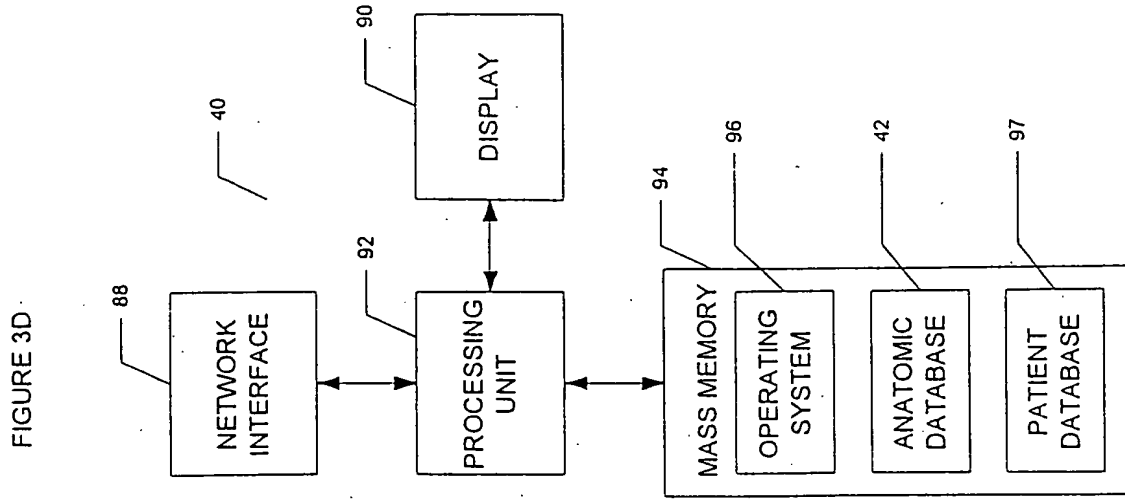 FIGURE 3D
40
88
NETWORK
INTERFACE
92
PROCESSING
UNIT
90
DISPLAY
94
MASS MEMORY
96
OPERATING
SYSTEM
42
ANATOMIC
DATABASE
97
PATIENT
DATABASE